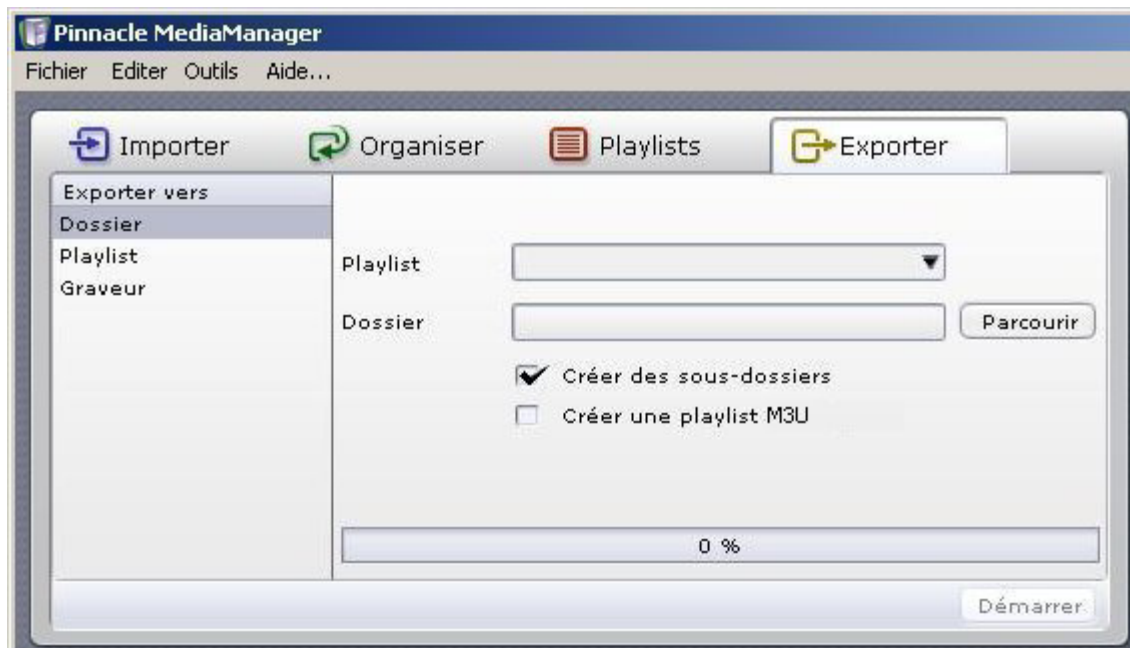 Pinnacle MediaManager
Fichier Editer Outils Aide...
Importer Organiser Playlists Exporter
Exporter vers
Dossier
Playlist
Graveur
Playlist
Dossier Parcourir
Créer des sous-dossiers
Créer une playlist M3U
0 %
Démarrer